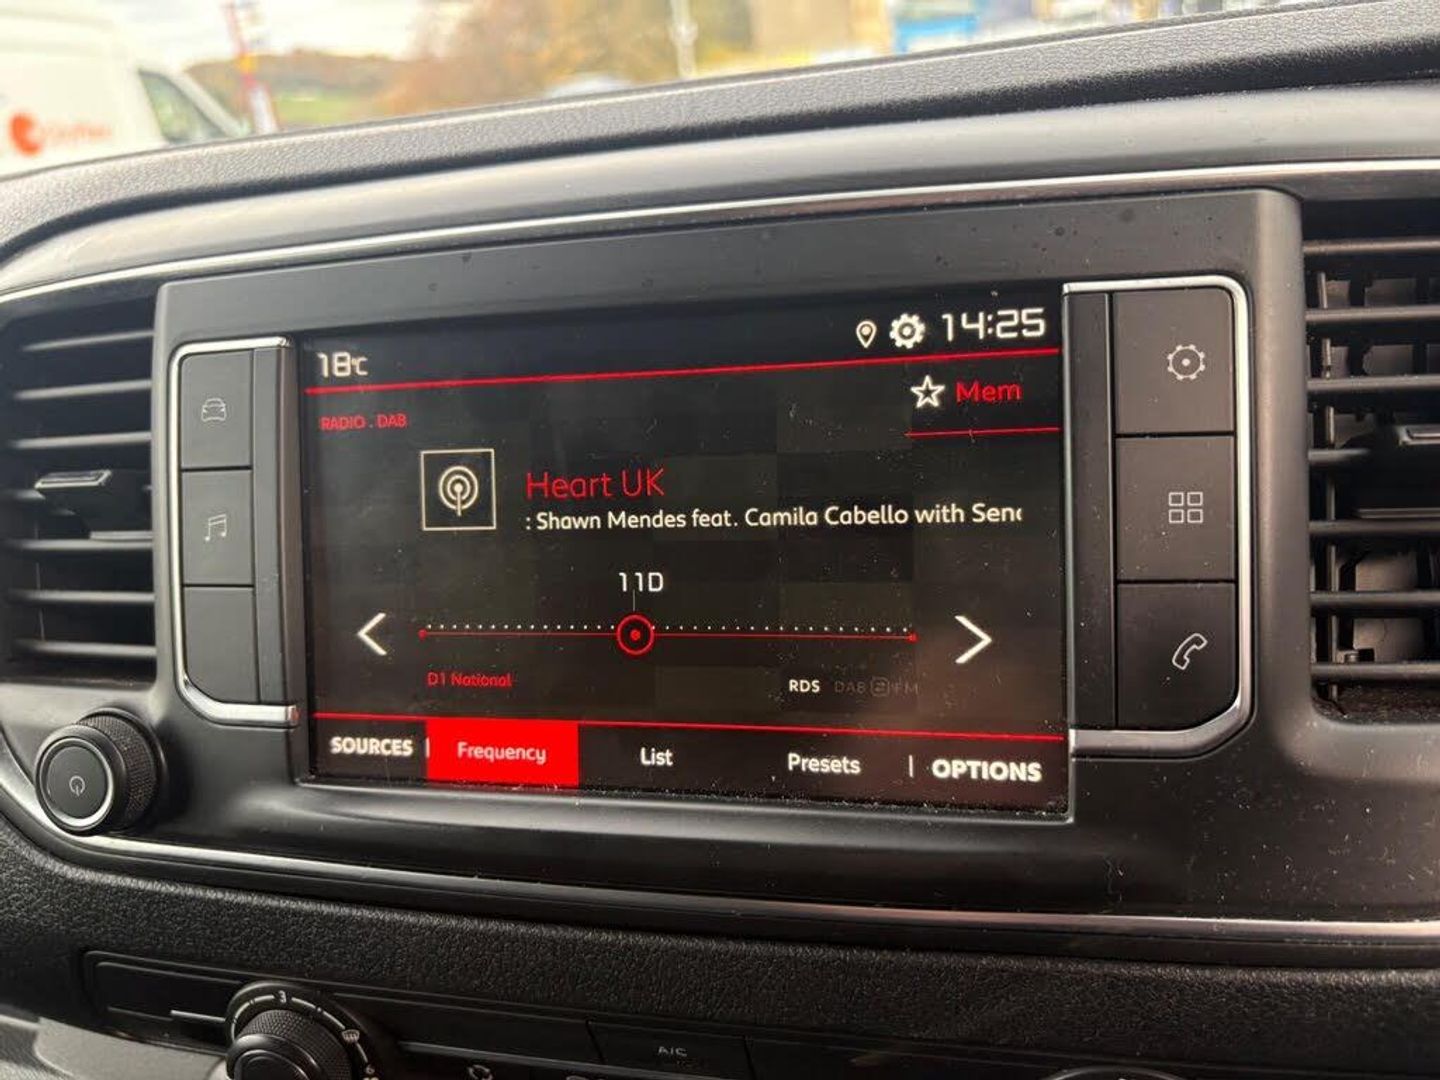 18°C
14:25
Mem
RADIO . DAB
Heart UK
: Shawn Mendes feat. Camila Cabello with Sen
11D
D1 National
RDS DAB FM
SOURCES Frequency List Presets OPTIONS
3
A/C